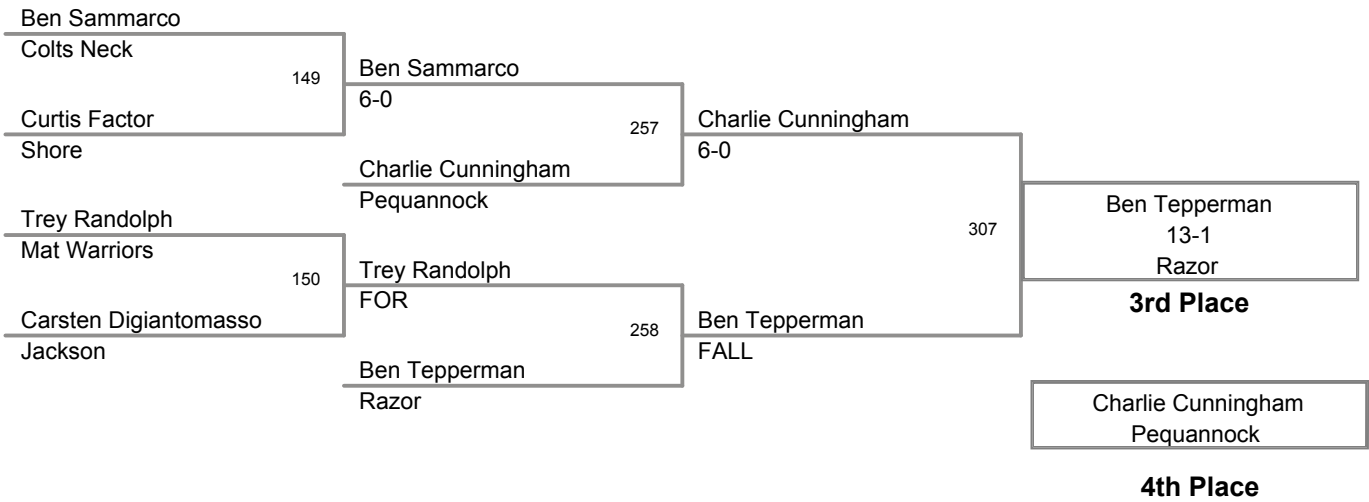 Ben Sammarco
Colts Neck
149
Curtis Factor
Shore
Trey Randolph
Mat Warriors
150
Carsten Digiantomasso
Jackson
Ben Sammarco
6-0
257
Charlie Cunningham
Pequannock
Trey Randolph
FOR
258
Ben Tepperman
Razor
Charlie Cunningham
6-0
307
Ben Tepperman
FALL
Ben Tepperman
13-1
Razor
3rd Place
Charlie Cunningham
Pequannock
4th Place